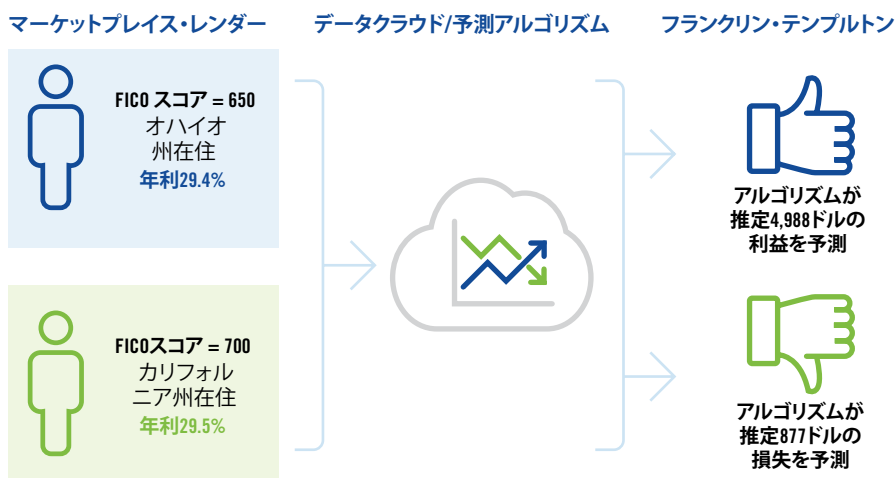 マーケットプレイス・レンダー
データクラウド/予測アルゴリズム
フランクリン・テンプルトン
FICO スコア = 650
オハイオ
州在住
年利29.4%
アルゴリズムが
推定4,988ドルの
利益を予測
FICOスコア = 700
カリフォル
ニア州在住
年利29.5%
アルゴリズムが
推定877ドルの
損失を予測